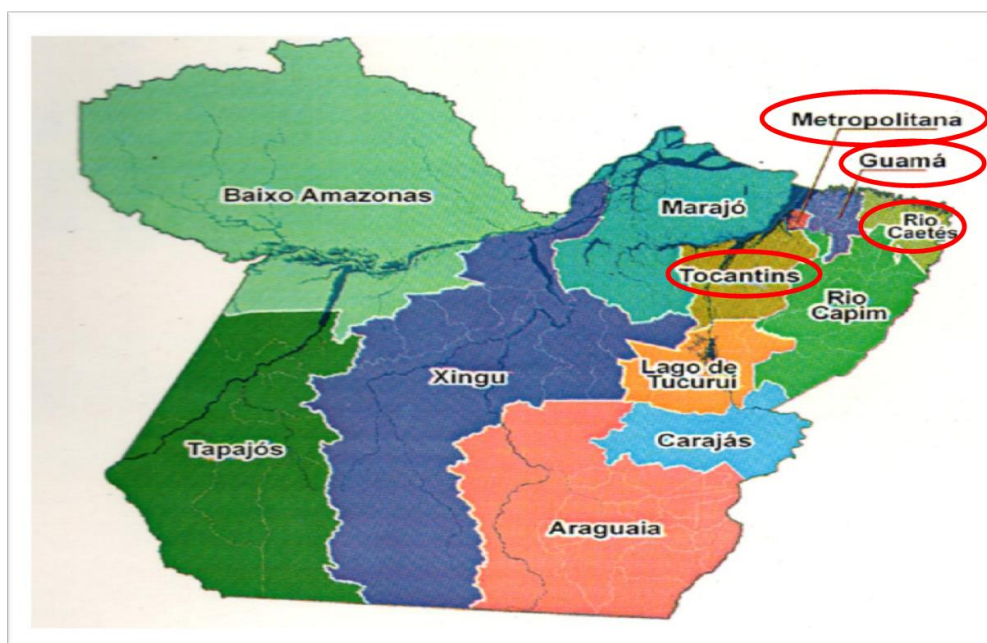 Metropolitana
Guamá
Baixo Amazonas
Marajó
Rio
Caetés
Tocantins
Rio
Capim
Xingu
Lago de
Tucuruí
Tapajós
Carajás
Araguaia